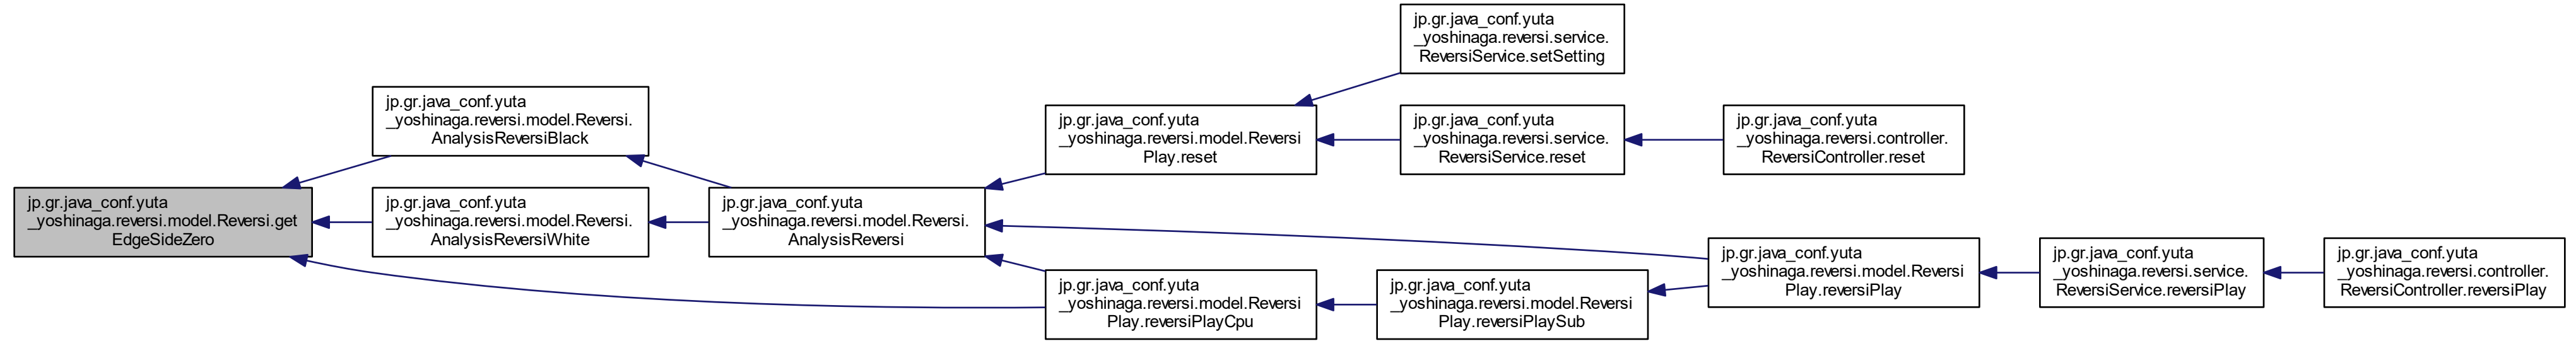 jp.gr.java_conf.yuta
_yoshinaga.reversi.service.
ReversiService.setSetting
jp.gr.java_conf.yuta
_yoshinaga.reversi.model.Reversi.
AnalysisReversiBlack
jp.gr.java_conf.yuta
_yoshinaga.reversi.model.Reversi
Play.reset
jp.gr.java_conf.yuta
_yoshinaga.reversi.service.
ReversiService.reset
jp.gr.java_conf.yuta
_yoshinaga.reversi.controller.
ReversiController.reset
jp.gr.java_conf.yuta
_yoshinaga.reversi.model.Reversi.get
EdgeSideZero
jp.gr.java_conf.yuta
_yoshinaga.reversi.model.Reversi.
AnalysisReversiWhite
jp.gr.java_conf.yuta
_yoshinaga.reversi.model.Reversi.
AnalysisReversi
jp.gr.java_conf.yuta
_yoshinaga.reversi.model.Reversi
Play.reversiPlay
jp.gr.java_conf.yuta
_yoshinaga.reversi.service.
ReversiService.reversiPlay
jp.gr.java_conf.yuta
_yoshinaga.reversi.controller.
ReversiController.reversiPlay
jp.gr.java_conf.yuta
_yoshinaga.reversi.model.Reversi
Play.reversiPlayCpu
jp.gr.java_conf.yuta
_yoshinaga.reversi.model.Reversi
Play.reversiPlaySub